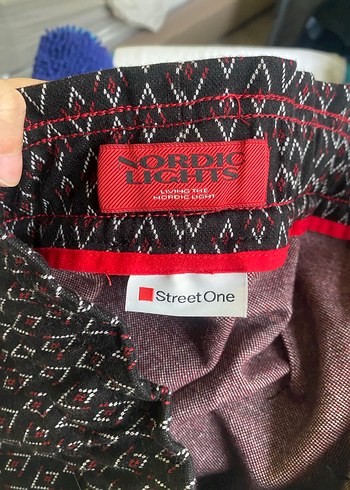 NORDIC
LIGHTS
LIVING THE
NORDIC LIGHT
Street One